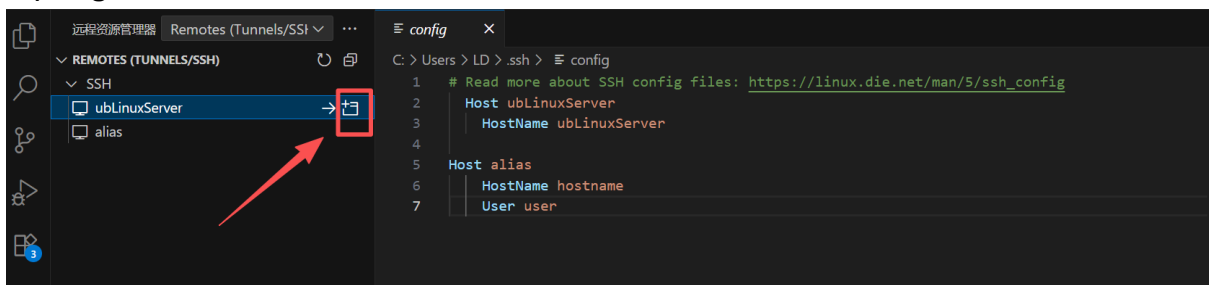 远程资源管理器 Remotes (Tunnels/SSH
REMOTES (TUNNELS/SSH)
SSH
ubLinuxServer
alias
3
config
C: > Users > LD > .ssh > config
1 # Read more about SSH config files: https://linux.die.net/man/5/ssh_config
2 Host ubLinuxServer
3 HostName ubLinuxServer
4
5 Host alias
6 HostName hostname
7 User user